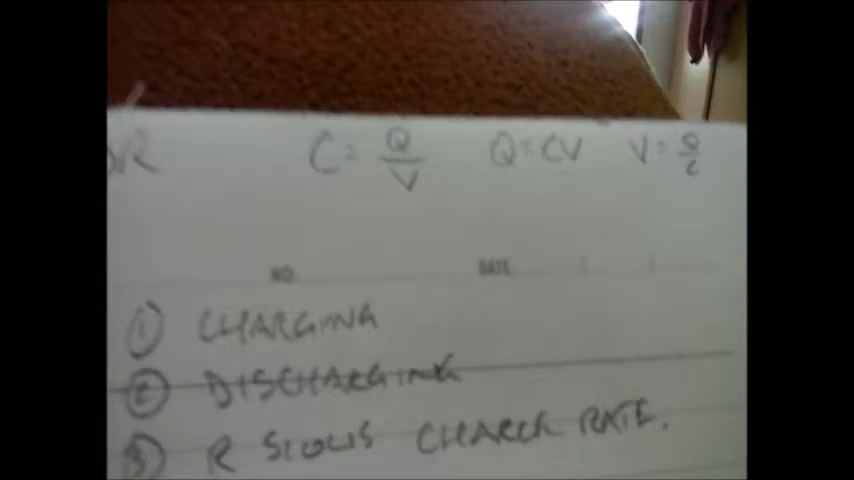 R C = Q/V Q = CV V = Q/C
NO. DATE
① CHARGING
② DISCHARGING
③ R SLOWS CHARGE RATE.